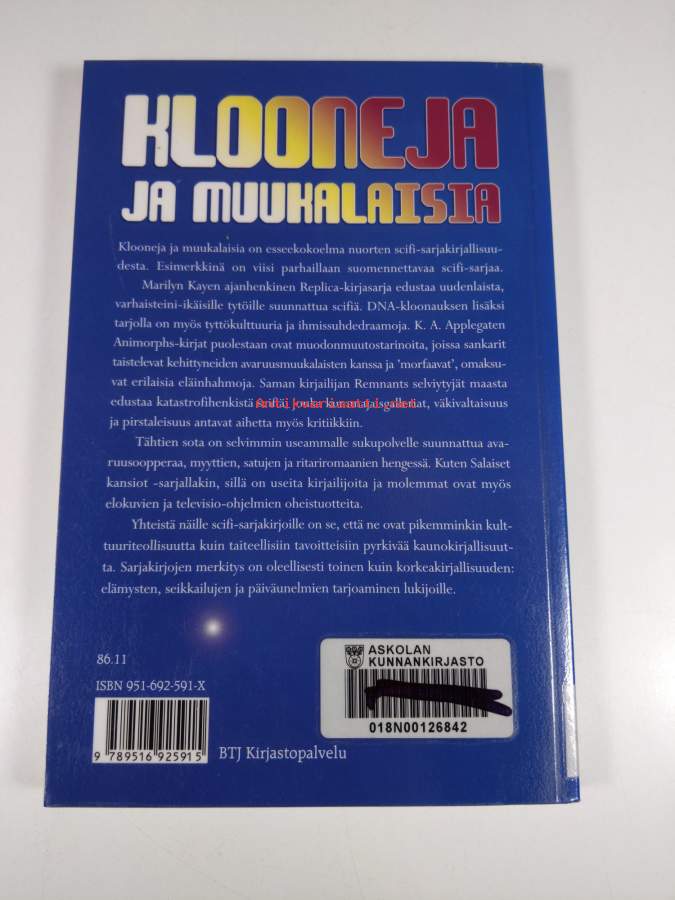 KLOONEJA
JA MUUKALAISIA
Klooneja ja muukalaisia on esseekokoelma nuorten scifi-sarjakirjallisuu-
desta. Esimerkkinä on viisi parhaillaan suomennettavaa scifi-sarjaa.
Marilyn Kayen ajanhenkinen Replica-kirjasarja edustaa uudenlaista,
varhaisteini-ikäisille tytöille suunnattua scifiä. DNA-kloonauksen lisäksi
tarjolla on myös tyttökulttuuria ja ihmissuhdedraamoja. K. A. Applegaten
Animorphs-kirjat puolestaan ovat muodonmuutostarinoita, joissa sankarit
taistelevat kehittyneiden avaruusmuukalaisten kanssa ja 'morfaavat', omaksu-
vat erilaisia eläinhahmoja. Saman kirjailijan Remnants selviytyjät maasta
edustaa katastrofihenkistä scifiä, jonka kauhugalleriat, väkivaltaisuus
ja pirstaleisuus antavat aihetta myös kritiikkiin.
Tähtien sota on selvimmin useammalle sukupolvelle suunnattua ava-
ruusoopperaa, myyttien, satujen ja ritariromaanien hengessä. Kuten Salaiset
kansiot -sarjallakin, sillä on useita kirjailijoita ja molemmat ovat myös
elokuvien ja televisio-ohjelmien oheistuotteita.
Yhteistä näille scifi-sarjakirjoille on se, että ne ovat pikemminkin kult-
tuuriteollisuutta kuin taiteellisiin tavoitteisiin pyrkivää kaunokirjallisuut-
ta. Sarjakirjojen merkitys on oleellisesti toinen kuin korkeakirjallisuuden:
elämysten, seikkailujen ja päiväunelmien tarjoaminen lukijoille.
86.11
ISBN 951-692-591-X
9 789516 925915
BTJ Kirjastopalvelu
ASKOLAN
KUNNANKIRJASTO
018N00126842